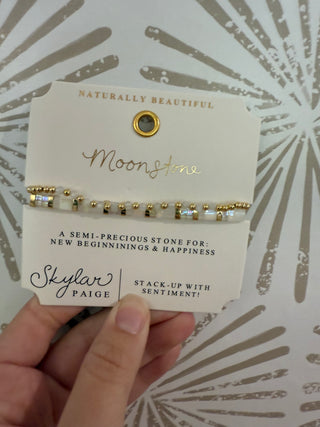 NATURALLY BEAUTIFUL
Moonstone
A SEMI-PRECIOUS STONE FOR:
NEW BEGINNININGS & HAPPINESS
Skylar
PAIGE
STACK-UP WITH
SENTIMENT!